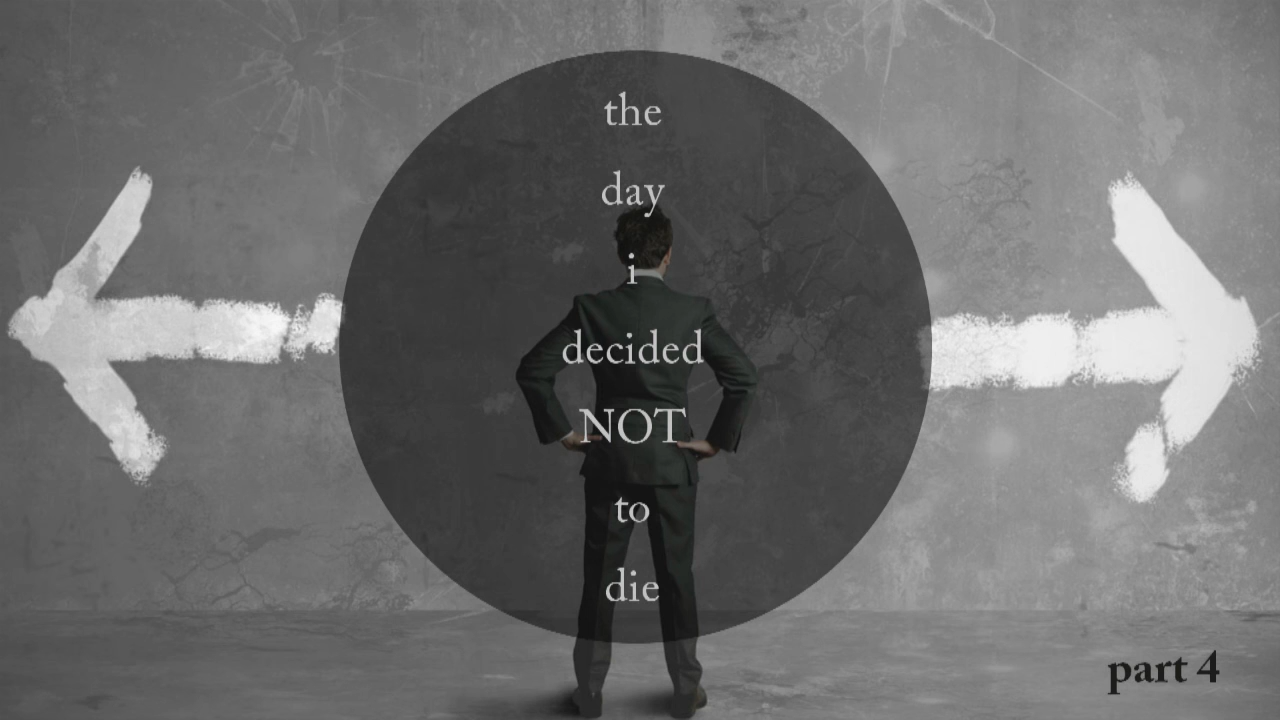 the
day
i
decided
NOT
to
die
part 4